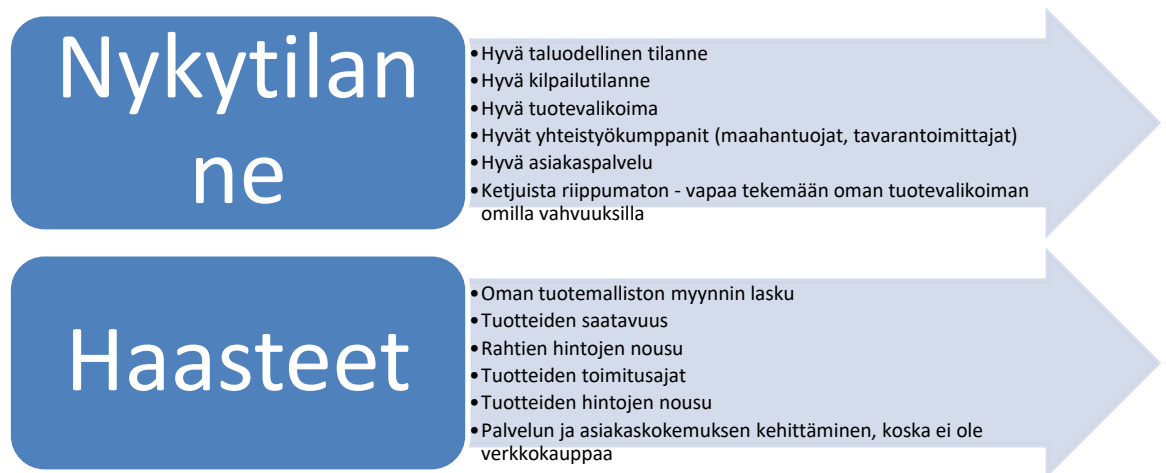 Nykytilan
ne
•Hyvä taluodellinen tilanne
•Hyvä kilpailutilanne
•Hyvä tuotevalikoima
•Hyvät yhteistyökumppanit (maahantuojat, tavarantoimittajat)
•Hyvä asiakaspalvelu
•Ketjuista riippumaton - vapaa tekemään oman tuotevalikoiman
omilla vahvuuksilla
Haasteet
•Oman tuotemalliston myynnin lasku
•Tuotteiden saatavuus
•Rahtien hintojen nousu
•Tuotteiden toimitusajat
•Tuotteiden hintojen nousu
•Palvelun ja asiakaskokemuksen kehittäminen, koska ei ole
verkkokauppaa